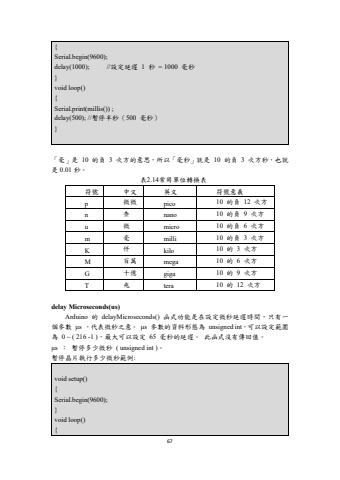 {
Serial.begin(9600);
delay(1000); //設定延遲 1 秒 = 1000 毫秒
}
void loop()
{
Serial.print(millis()) ;
delay(500); //暫停半秒（500 毫秒）
}
「毫」是 10 的負 3 次方的意思，所以「毫秒」就是 10 的負 3 次方秒，也就
是 0.01 秒。
表2.14常用單位轉換表
符號 中文 英文 符號意義
p 微微 pico 10 的負 12 次方
n 奈 nano 10 的負 9 次方
u 微 micro 10 的負 6 次方
m 毫 milli 10 的負 3 次方
K 仟 kilo 10 的 3 次方
M 百萬 mega 10 的 6 次方
G 十億 giga 10 的 9 次方
T 兆 tera 10 的 12 次方
delay Microseconds(us)
Arduino 的 delayMicroseconds() 函式功能是在設定微秒延遲時間，只有一
個參數 μs ，代表微秒之意。 μs 參數的資料形態為 unsigned int，可以設定範圍
為 0 ~ ( 216 -1 )，最大可以設定 65 毫秒的延遲。 此函式沒有傳回值。
μs ： 暫停多少微秒 ( unsigned int )。
暫停晶片執行多少微秒範例:
void setup()
{
Serial.begin(9600);
}
void loop()
{
67